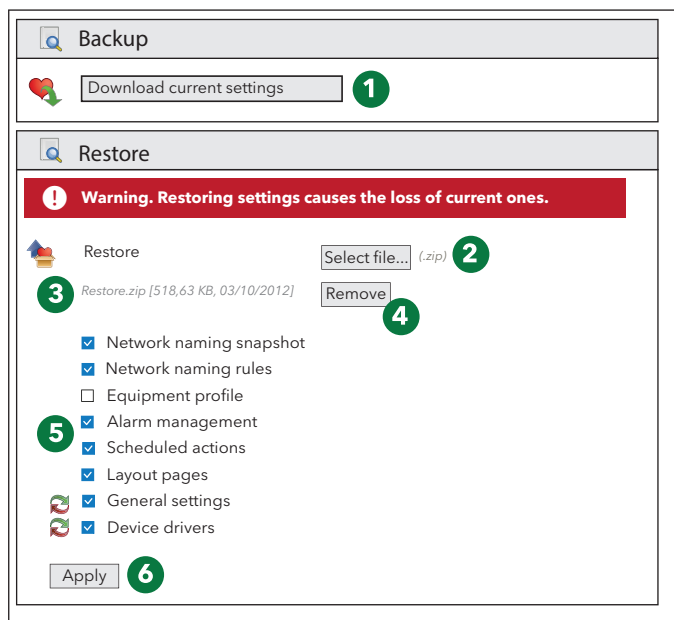 Backup
Download current settings 1
Restore
! Warning. Restoring settings causes the loss of current ones.
Restore Select file... (.zip) 2
3 Restore.zip [518,63 KB, 03/10/2012] Remove
4
Network naming snapshot
Network naming rules
Equipment profile
5 Alarm management
Scheduled actions
Layout pages
General settings
Device drivers
Apply 6